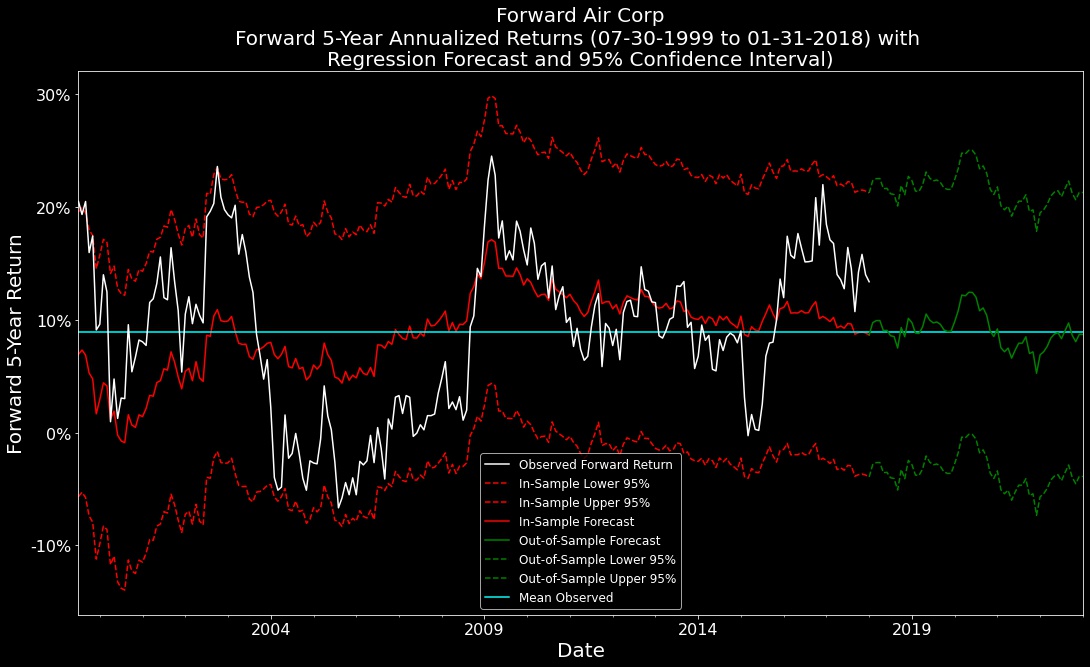 Forward Air Corp
Forward 5-Year Annualized Returns (07-30-1999 to 01-31-2018) with
Regression Forecast and 95% Confidence Interval)
30%
20%
10%
0%
-10%
Forward 5-Year Return
Observed Forward Return
In-Sample Lower 95%
In-Sample Upper 95%
In-Sample Forecast
Out-of-Sample Forecast
Out-of-Sample Lower 95%
Out-of-Sample Upper 95%
Mean Observed
2004
2009
2014
2019
Date